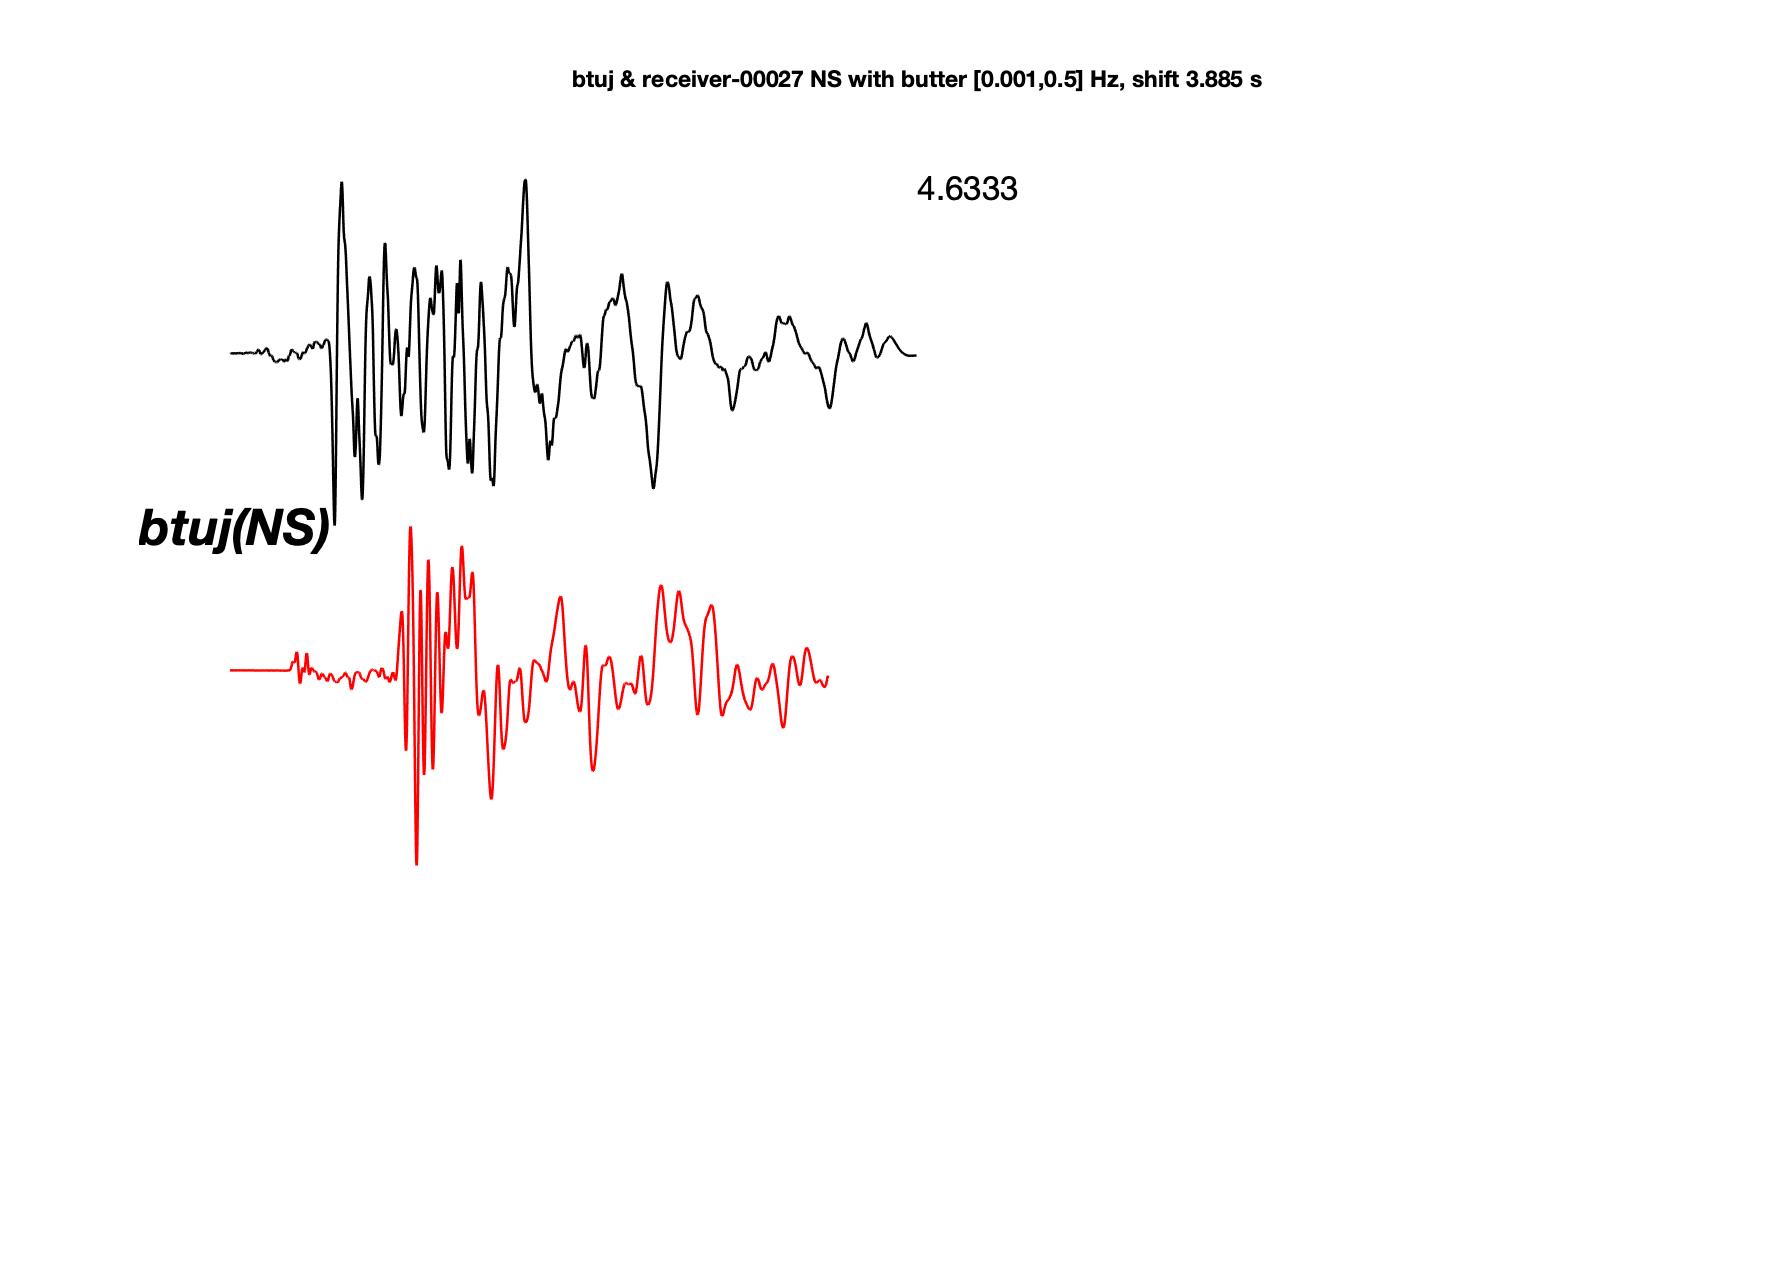 btuj & receiver-00027 NS with butter [0.001,0.5] Hz, shift 3.885 s
4.6333
btuj(NS)